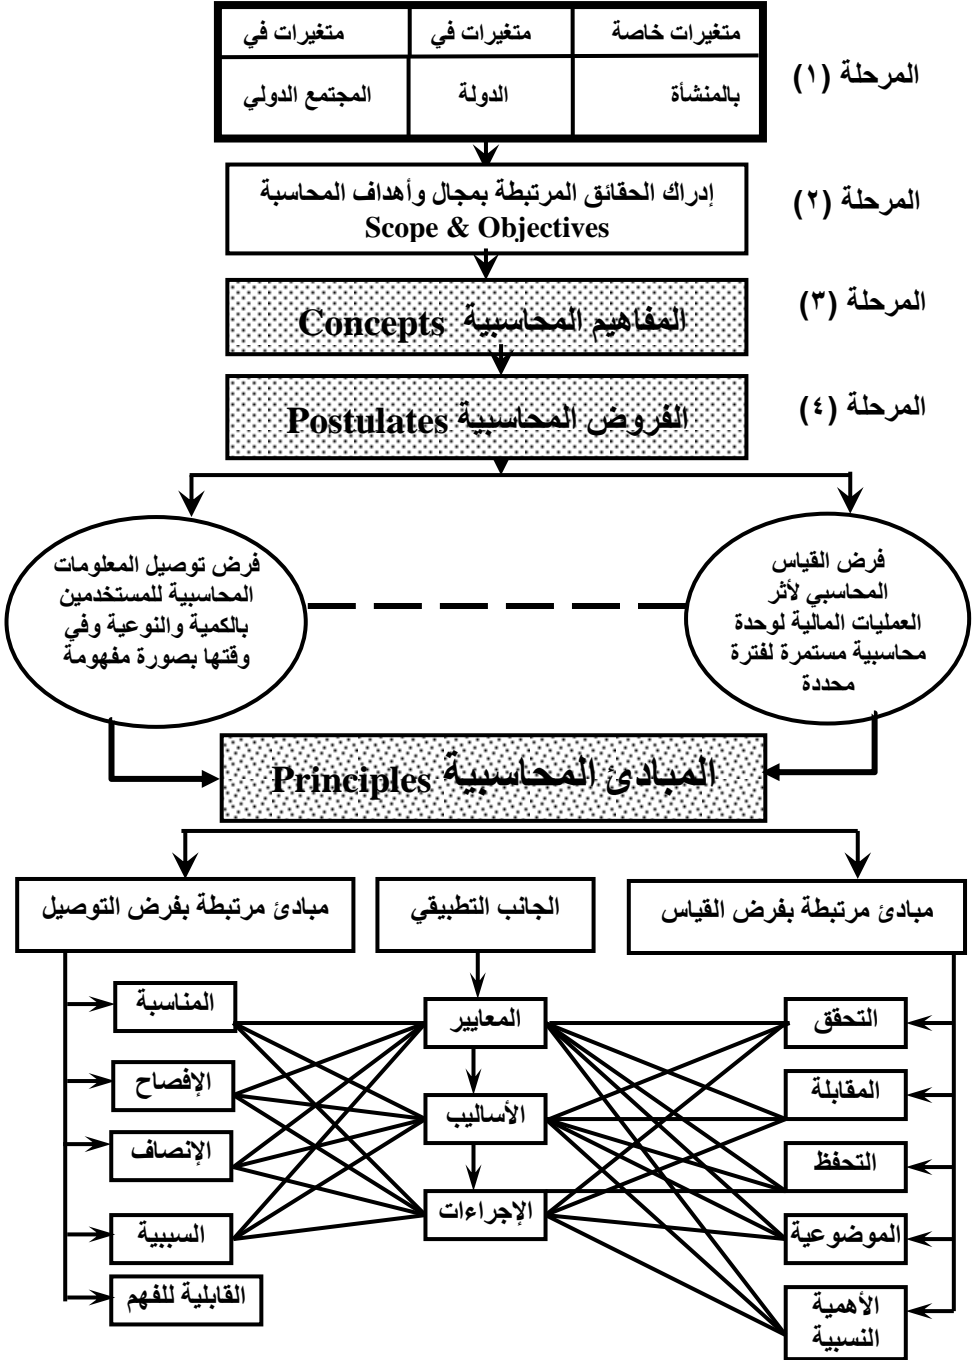 متغيرات خاصة
متغيرات في
متغيرات في
بالمنشأة
الدولة
المجتمع الدولي
المرحلة (١)
إدراك الحقائق المرتبطة بمجال وأهداف المحاسبة
Scope & Objectives
المرحلة (٢)
المفاهيم المحاسبية Concepts
المرحلة (٣)
الفروض المحاسبية Postulates
المرحلة (٤)
فرض القياس
المحاسبي لأثر
العمليات المالية لوحدة
محاسبية مستمرة لفترة
محددة
فرض توصيل المعلومات
المحاسبية للمستخدمين
بالكمية والنوعية وفي
وقتها بصورة مفهومة
المبادئ المحاسبية Principles
مبادئ مرتبطة بفرض القياس
الجانب التطبيقي
مبادئ مرتبطة بفرض التوصيل
التحقق
المقابلة
التحفظ
الموضوعية
الأهمية
النسبية
المعايير
الأساليب
الإجراءات
المناسبة
الإفصاح
الإنصاف
السببية
القابلية للفهم